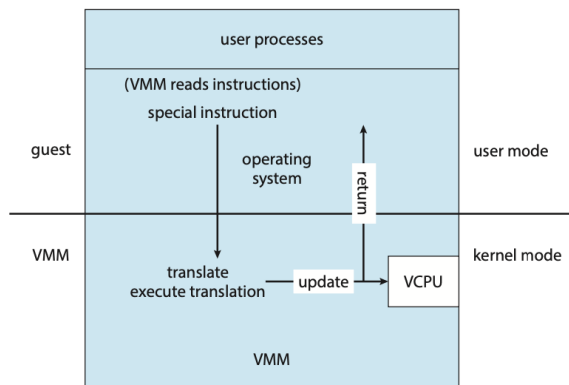 user processes
(VMM reads instructions)
special instruction
guest
operating
system
return
user mode
VMM
kernel mode
translate
execute translation
update
VCPU
VMM